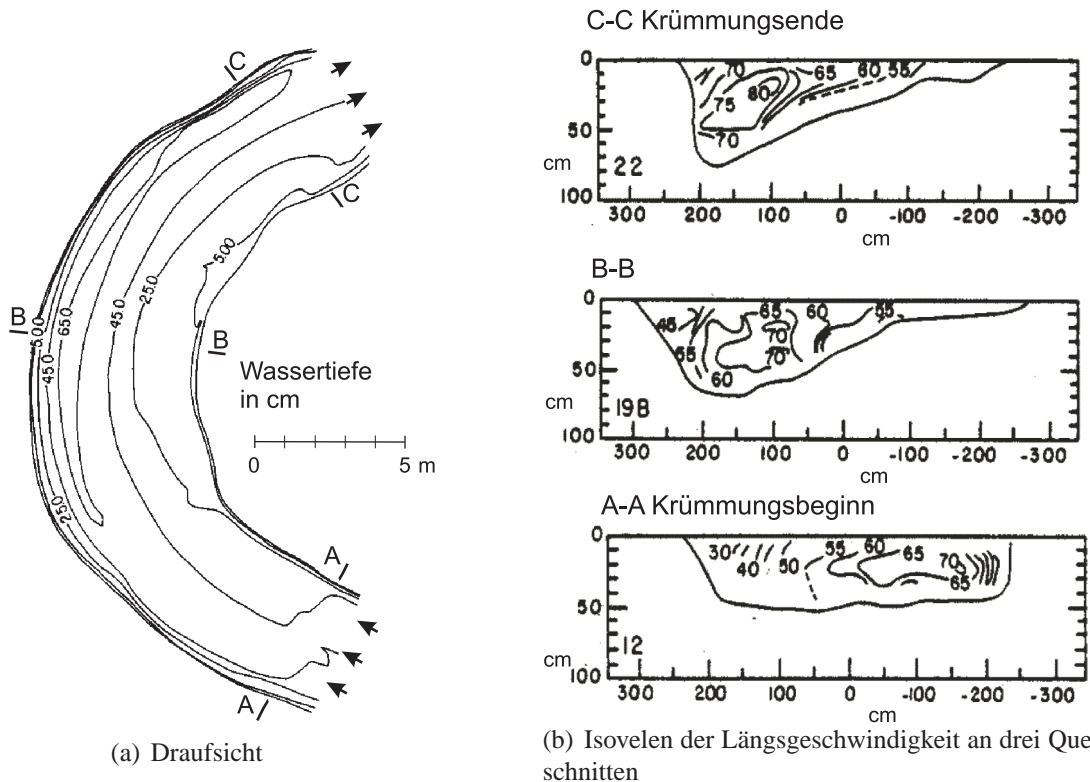 C
C
5.00
25.0
45.0
65.0
B
5.00
45.0
B
Wassertiefe
in cm
0 5 m
25.0
A
A
(a) Draufsicht
C-C Krümmungsende
0
50
100
cm
70 65 60 55
80
75
70
22
300 200 100 0 -100 -200 -300
cm
B-B
0
50
100
cm
45 65 60 55
70
55 70
60
19B
300 200 100 0 -100 -200 -300
cm
A-A Krümmungsbeginn
0
50
100
cm
30 40 50 55 60 65 70 65
12
300 200 100 0 -100 -200 -300
cm
(b) Isovelen der Längsgeschwindigkeit an drei Que
schnitten